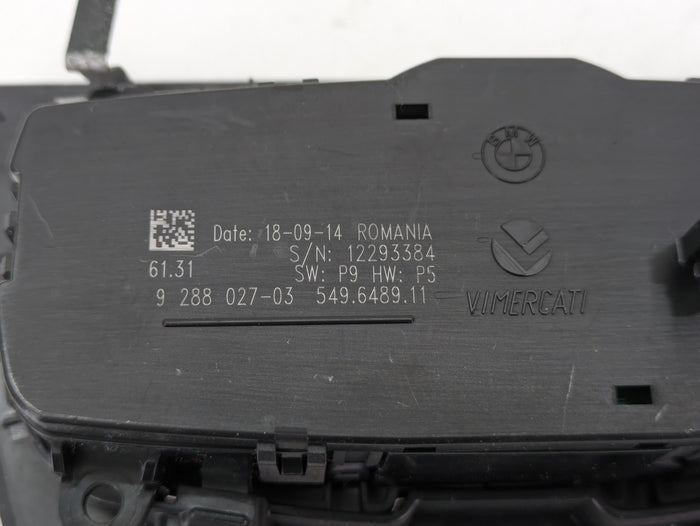 BMW
Date: 18-09-14 ROMANIA
S/N: 12293384
61.31 SW: P9 HW: P5
9 288 027-03 549.6489.11
VIMERCATI